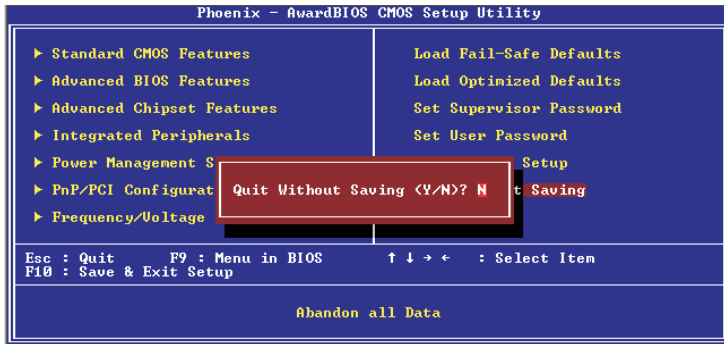 Phoenix - AwardBIOS CMOS Setup Utility
► Standard CMOS Features
► Advanced BIOS Features
► Advanced Chipset Features
► Integrated Peripherals
► Power Management S
► PnP/PCI Configurat
► Frequency/Voltage
Load Fail-Safe Defaults
Load Optimized Defaults
Set Supervisor Password
Set User Password
Setup
t Saving
Quit Without Saving (Y/N)? N
Esc : Quit F9 : Menu in BIOS ↑ ↓ → ← : Select Item
F10 : Save & Exit Setup
Abandon all Data